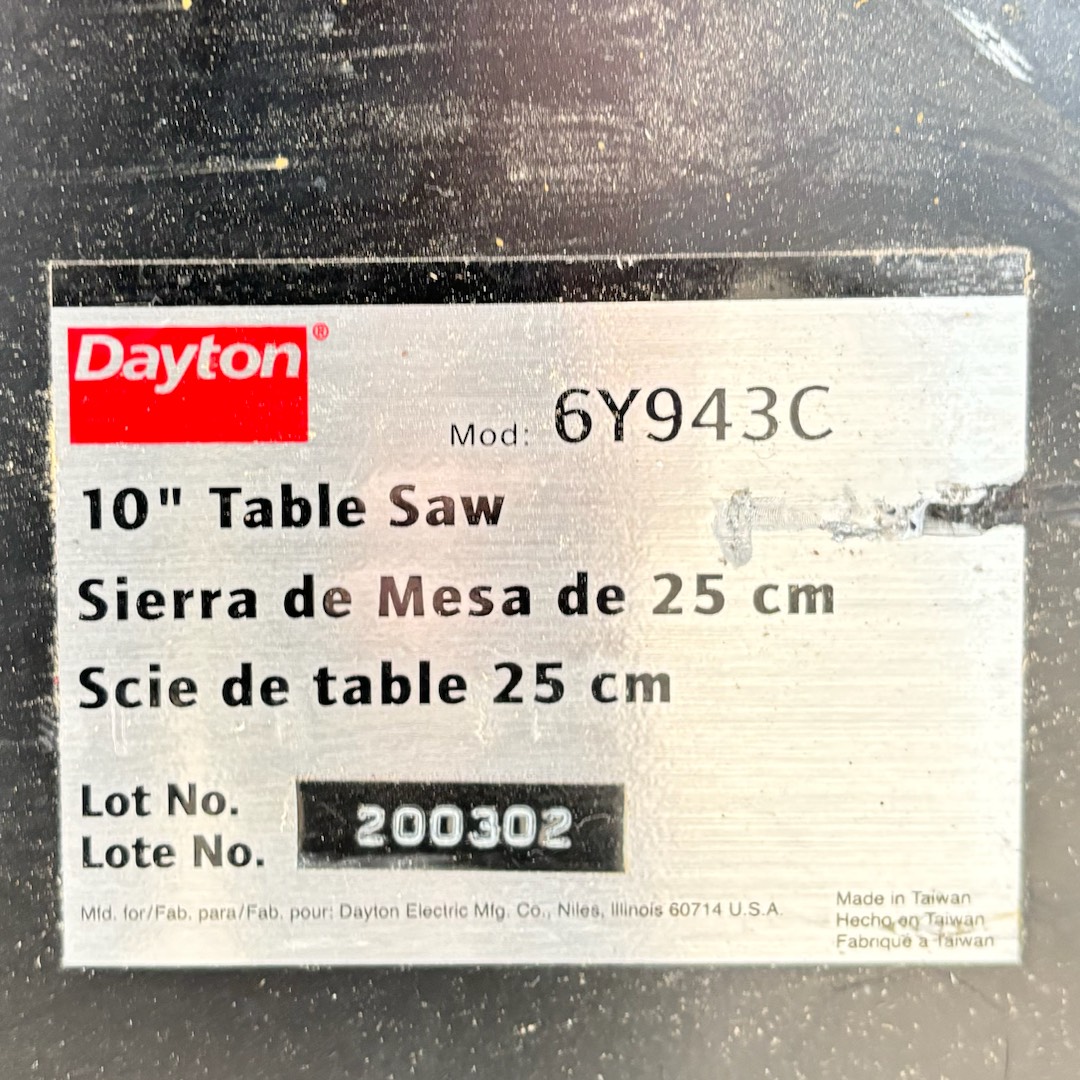 Dayton®
Mod: 6Y943C
10" Table Saw
Sierra de Mesa de 25 cm
Scie de table 25 cm
Lot No.
Lote No.
200302
Mfd. for/Fab. para/Fab. pour: Dayton Electric Mfg. Co., Niles, Illinois 60714 U.S.A.
Made in Taiwan
Hecho en Taiwan
Fabriqué a Taiwan